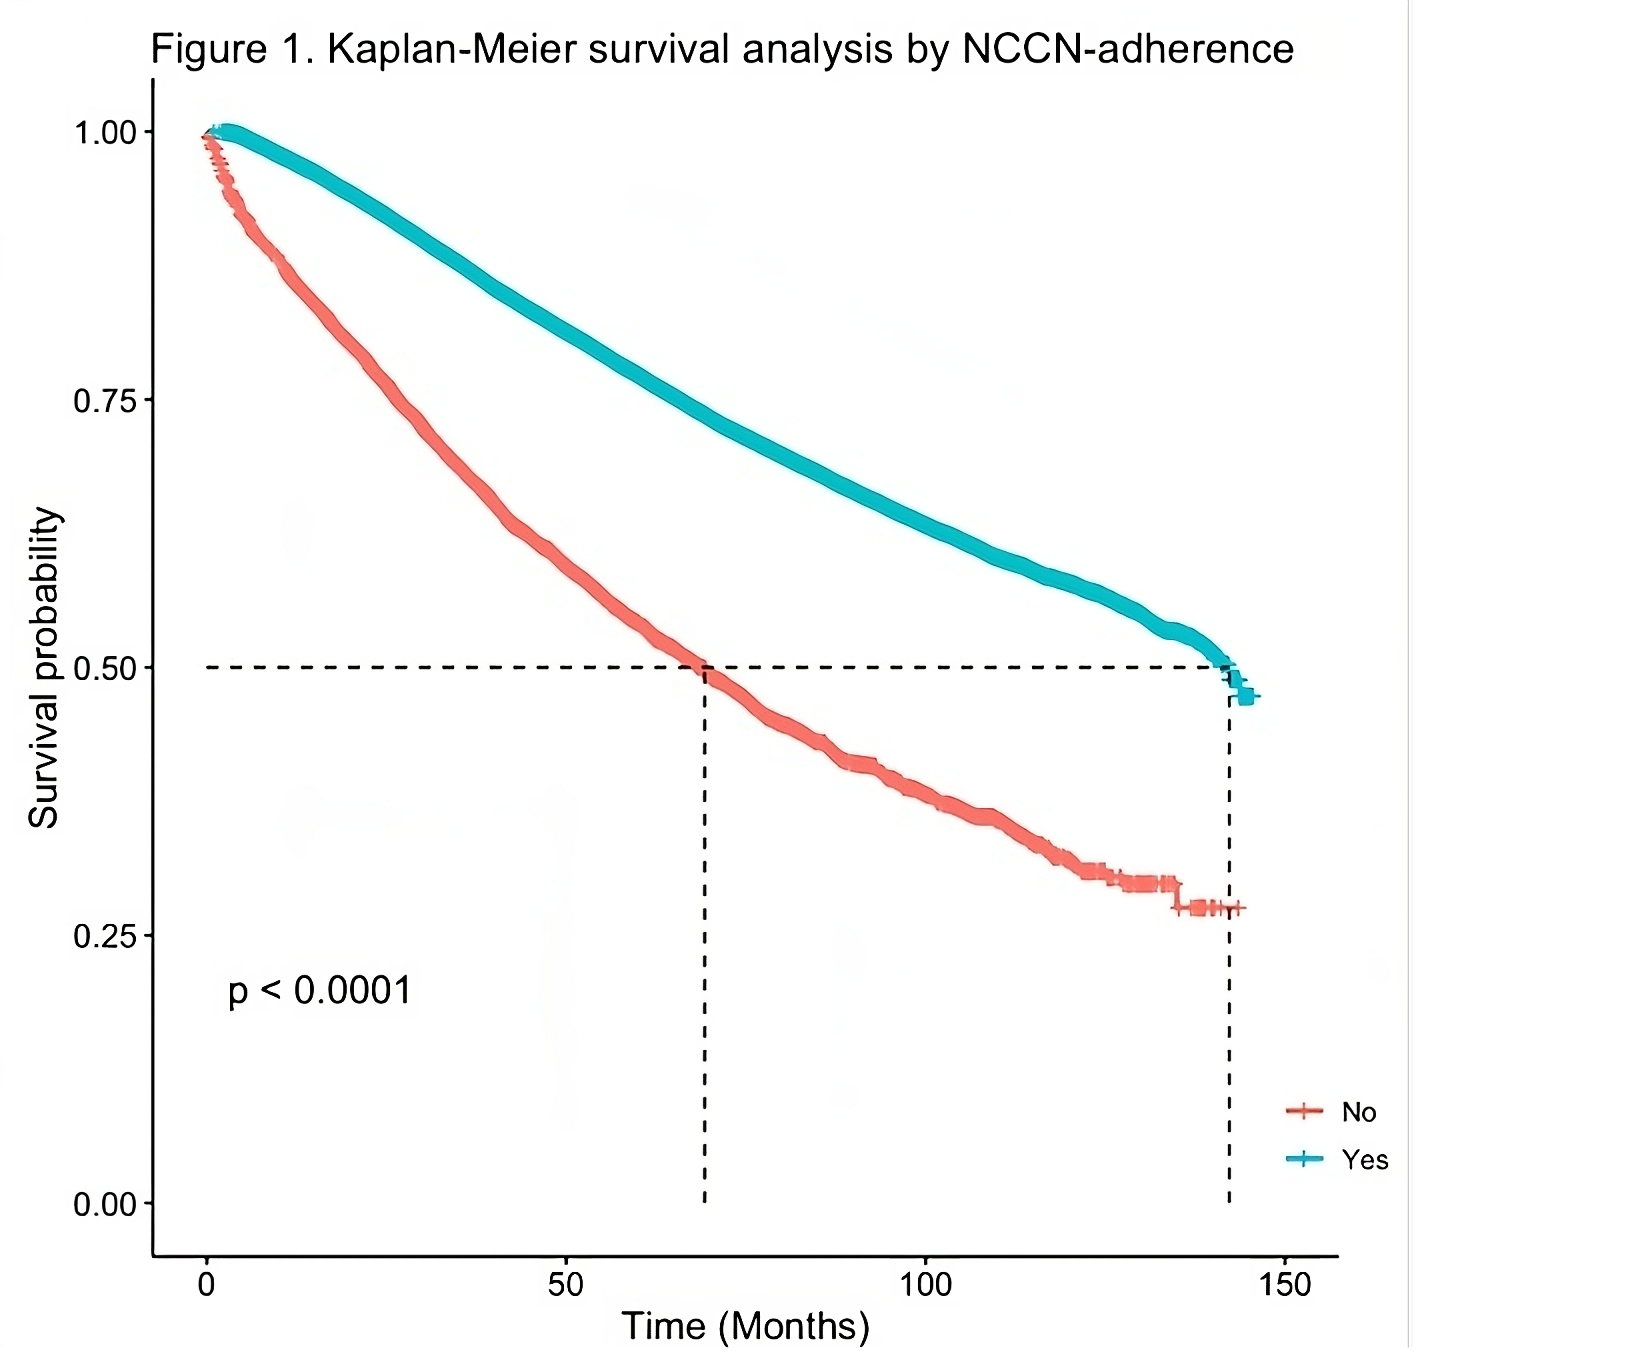 Figure 1. Kaplan-Meier survival analysis by NCCN-adherence
1.00
0.75
0.50
0.25
0.00
Survival probability
p < 0.0001
No
Yes
0 50 100 150
Time (Months)